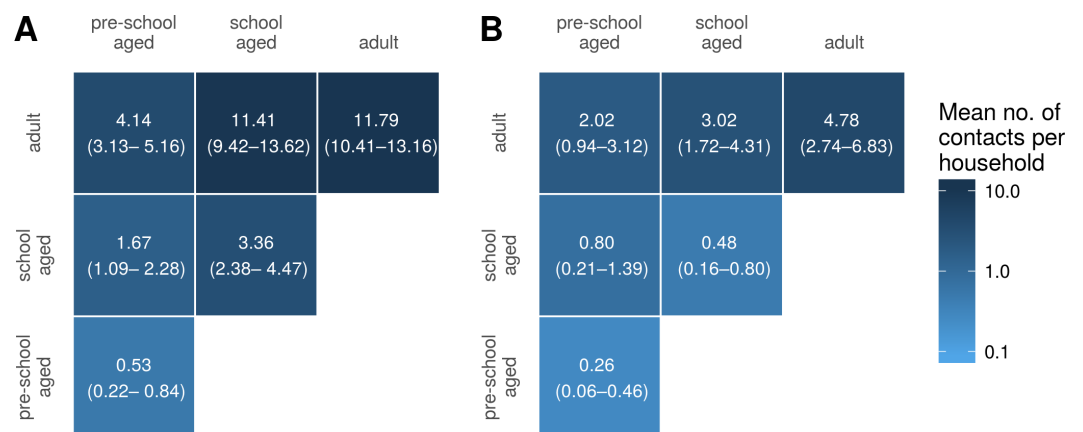 A
pre-school
aged
school
aged
adult
adult
4.14
(3.13– 5.16)
11.41
(9.42–13.62)
11.79
(10.41–13.16)
school
aged
1.67
(1.09– 2.28)
3.36
(2.38– 4.47)
pre-school
aged
0.53
(0.22– 0.84)
B
pre-school
aged
school
aged
adult
adult
2.02
(0.94–3.12)
3.02
(1.72–4.31)
4.78
(2.74–6.83)
school
aged
0.80
(0.21–1.39)
0.48
(0.16–0.80)
pre-school
aged
0.26
(0.06–0.46)
Mean no. of
contacts per
household
10.0
1.0
0.1